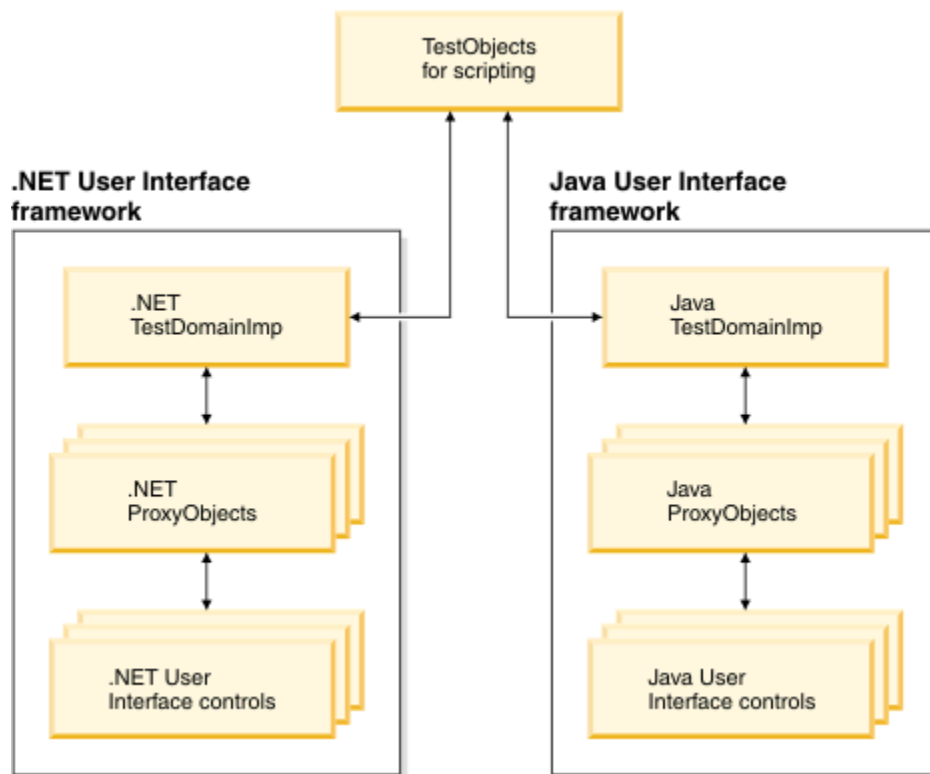 TestObjects
for scripting
.NET User Interface
framework
.NET
TestDomainImp
.NET
ProxyObjects
.NET User
Interface controls
Java User Interface
framework
Java
TestDomainImp
Java
ProxyObjects
Java User
Interface controls